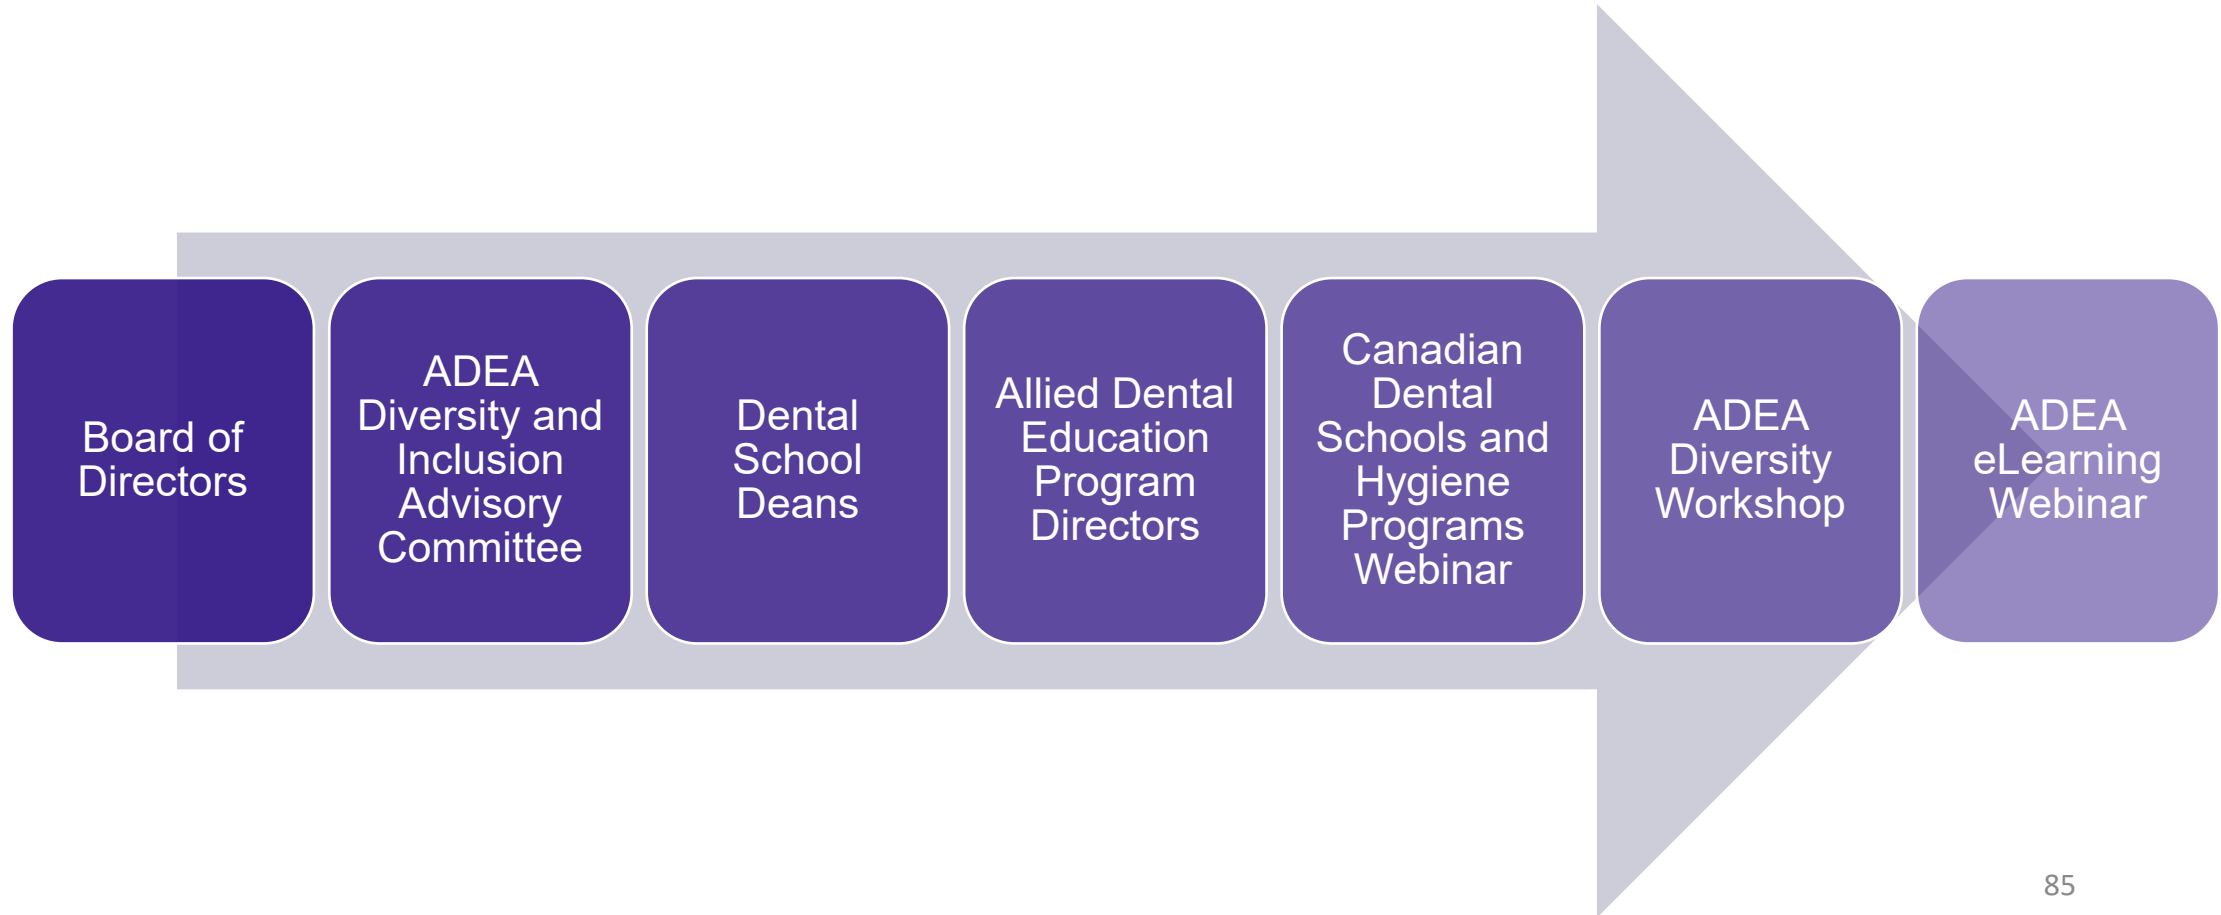 Board of
Directors
ADEA
Diversity and
Inclusion
Advisory
Committee
Dental
School
Deans
Allied Dental
Education
Program
Directors
Canadian
Dental
Schools and
Hygiene
Programs
Webinar
ADEA
Diversity
Workshop
ADEA
eLearning
Webinar
85